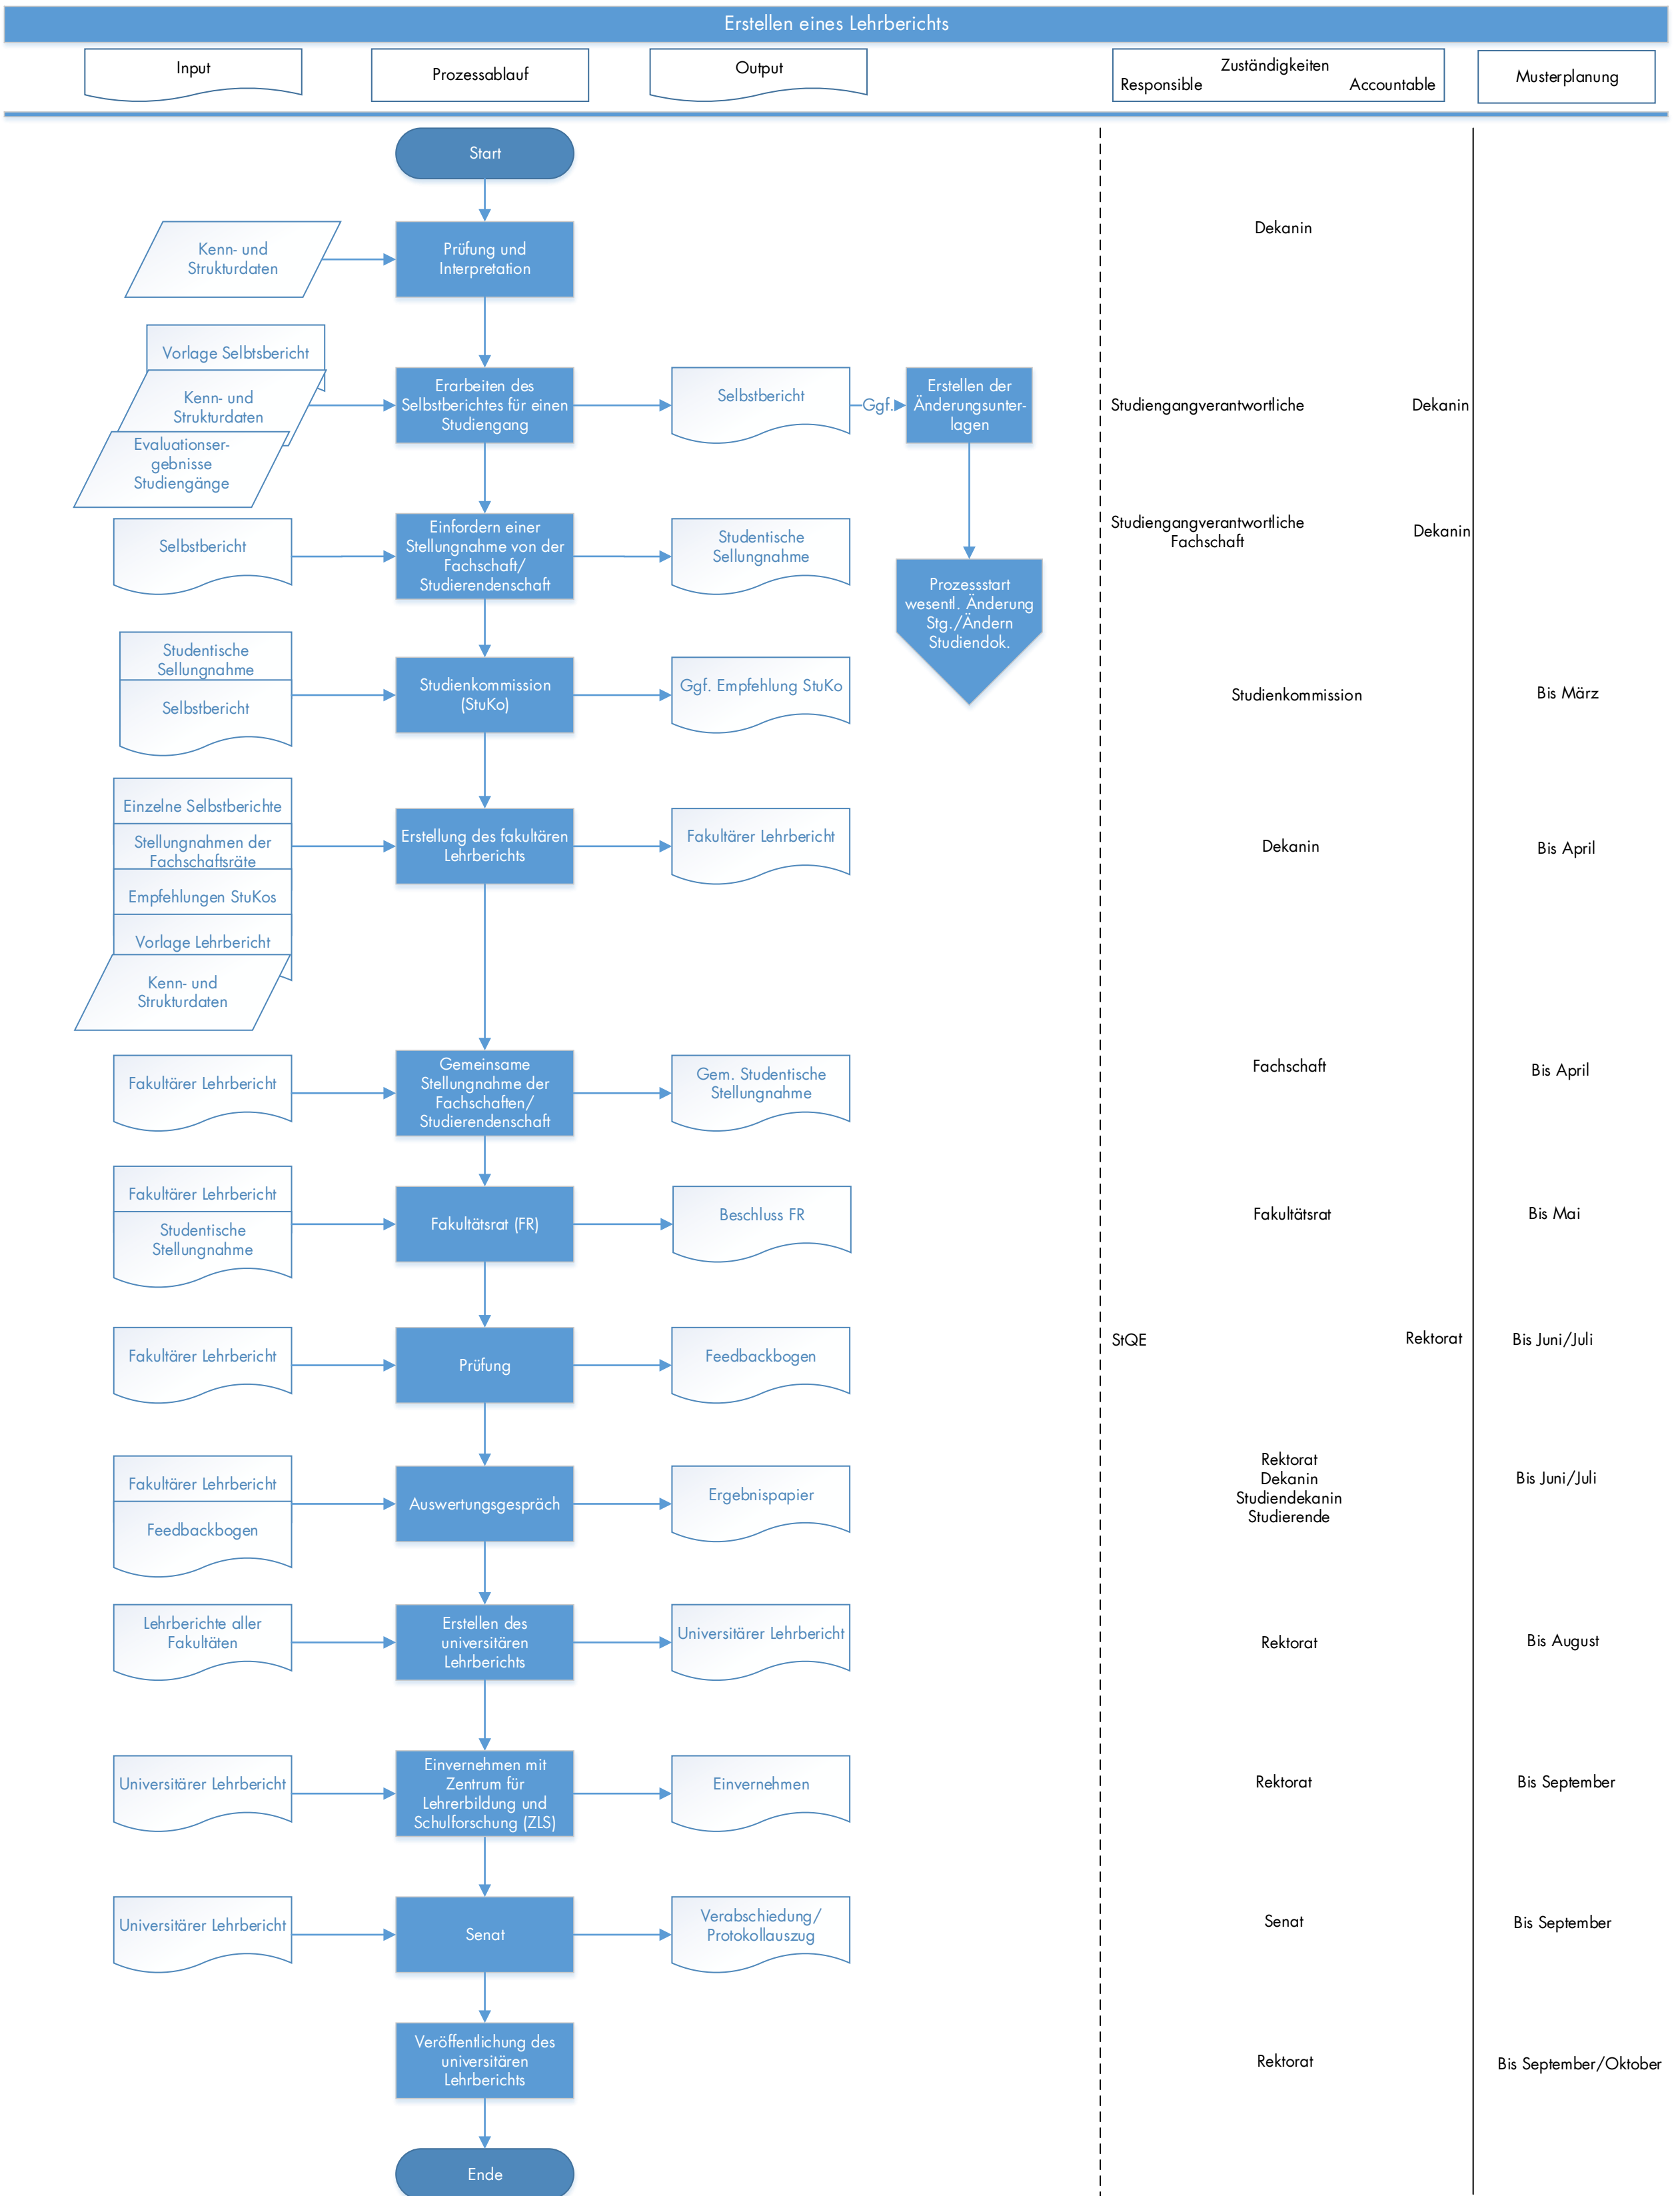 Erstellen eines Lehrberichts
Input
Prozessablauf
Output
Zuständigkeiten
Responsible
Accountable
Musterplanung
Start
Kenn- und
Strukturdaten
Prüfung und
Interpretation
Dekanin
Vorlage Selbtsbericht
Kenn- und
Strukturdaten
Evaluationser-
gebnisse
Studiengänge
Erarbeiten des
Selbstberichtes für einen
Studiengang
Selbstbericht
Ggf.
Erstellen der
Änderungsunter-
lagen
Studiengangverantwortliche
Dekanin
Selbstbericht
Einfordern einer
Stellungnahme von der
Fachschaft/
Studierendenschaft
Studentische
Sellungnahme
Prozessstart
wesentl. Änderung
Stg./Ändern
Studiendok.
Studiengangverantwortliche
Fachschaft
Dekanin
Studentische
Sellungnahme
Selbstbericht
Studienkommission
(StuKo)
Ggf. Empfehlung StuKo
Studienkommission
Bis März
Einzelne Selbstberichte
Stellungnahmen der
Fachschaftsräte
Empfehlungen StuKos
Vorlage Lehrbericht
Kenn- und
Strukturdaten
Erstellung des fakultären
Lehrberichts
Fakultärer Lehrbericht
Dekanin
Bis April
Fakultärer Lehrbericht
Gemeinsame
Stellungnahme der
Fachschaften/
Studierendenschaft
Gem. Studentische
Stellungnahme
Fachschaft
Bis April
Fakultärer Lehrbericht
Studentische
Stellungnahme
Fakultätsrat (FR)
Beschluss FR
Fakultätsrat
Bis Mai
Fakultärer Lehrbericht
Prüfung
Feedbackbogen
StQE
Rektorat
Bis Juni/Juli
Fakultärer Lehrbericht
Feedbackbogen
Auswertungsgespräch
Ergebnispapier
Rektorat
Dekanin
Studiendekanin
Studierende
Bis Juni/Juli
Lehrberichte aller
Fakultäten
Erstellen des
universitären
Lehrberichts
Universitärer Lehrbericht
Rektorat
Bis August
Universitärer Lehrbericht
Einvernehmen mit
Zentrum für
Lehrerbildung und
Schulforschung (ZLS)
Einvernehmen
Rektorat
Bis September
Universitärer Lehrbericht
Senat
Verabschiedung/
Protokollauszug
Senat
Bis September
Veröffentlichung des
universitären
Lehrberichts
Rektorat
Bis September/Oktober
Ende